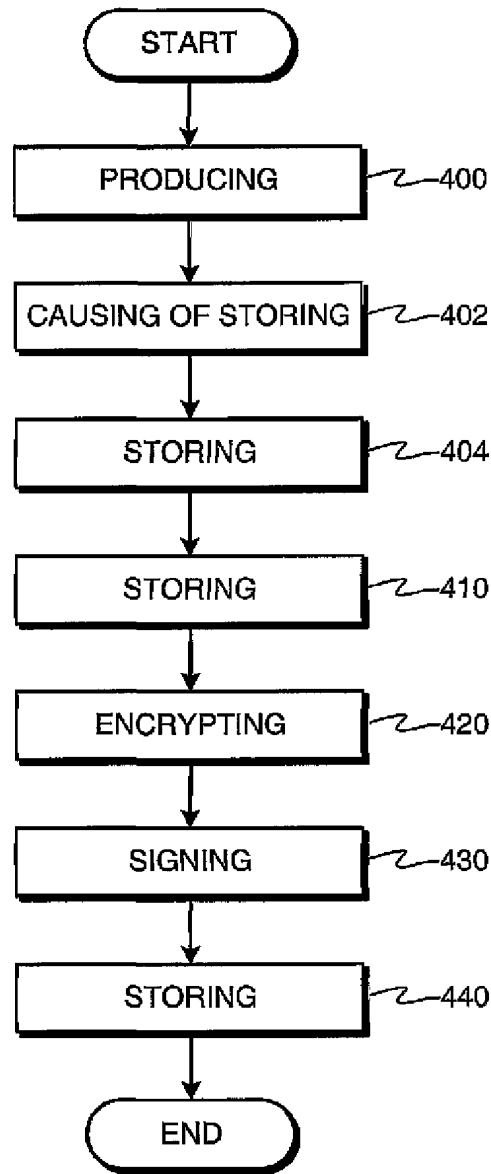 START
PRODUCING 400
CAUSING OF STORING 402
STORING 404
STORING 410
ENCRYPTING 420
SIGNING 430
STORING 440
END